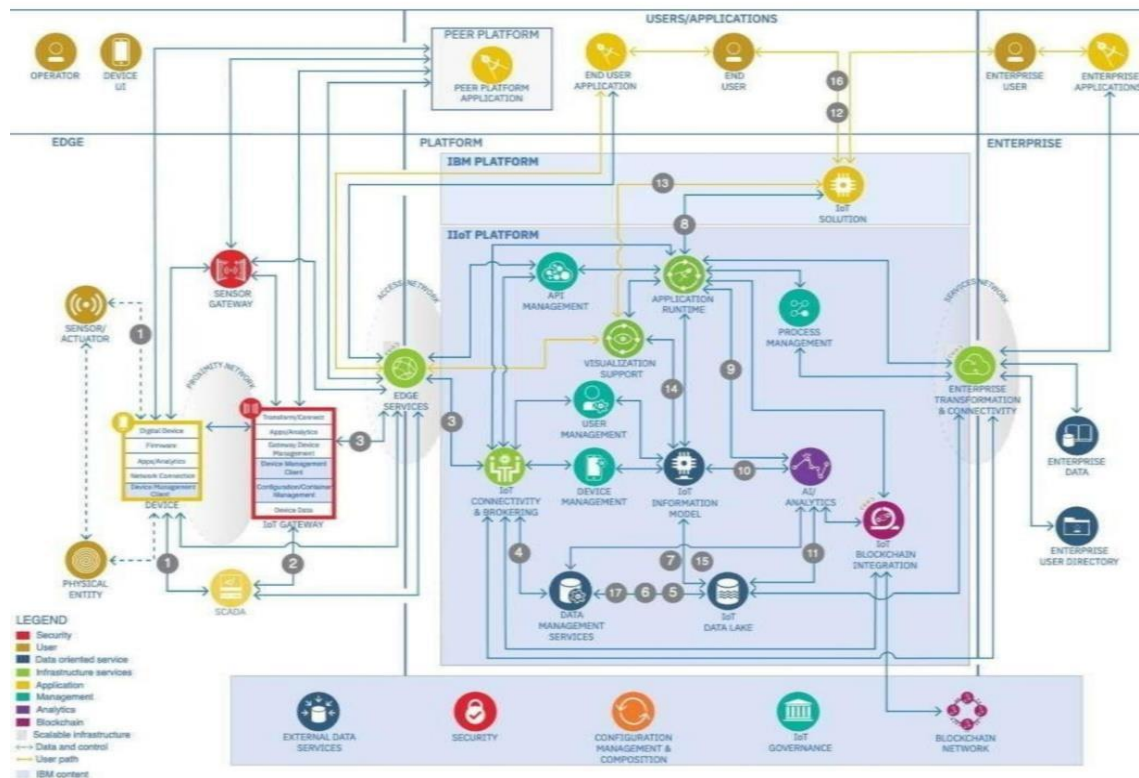 USERS/APPLICATIONS
PEER PLATFORM
OPERATOR
DEVICE
UI
PEER PLATFORM
APPLICATION
END USER
APPLICATION
END
USER
16
12
ENTERPRISE
USER
ENTERPRISE
APPLICATIONS
EDGE
PLATFORM
ENTERPRISE
IBM PLATFORM
13
IoT
SOLUTION
8
IIoT PLATFORM
SENSOR
GATEWAY
ACCESS NETWORK
API
MANAGEMENT
APPLICATION
RUNTIME
PROCESS
MANAGEMENT
SERVICES NETWORK
SENSOR/
ACTUATOR
1
VISUALIZATION
SUPPORT
EDGE
SERVICES
14
9
ENTERPRISE
TRANSFORMATION
& CONNECTIVITY
PROXIMITY NETWORK
USER
MANAGEMENT
3
3
Digital Device
Firmware
Apps/Analytics
Network Connection
Device Management
Client
DEVICE
Transform/Connect
Apps/Analytics
Gateway Device
Management
Device Management
Client
Configuration/Container
Management
Device Data
IoT GATEWAY
IoT
CONNECTIVITY
& BROKERING
DEVICE
MANAGEMENT
IoT
INFORMATION
MODEL
10
AI/
ANALYTICS
IoT
BLOCKCHAIN
INTEGRATION
ENTERPRISE
DATA
ENTERPRISE
USER DIRECTORY
PHYSICAL
ENTITY
1
2
SCADA
4
7
15
11
17
6
5
DATA
MANAGEMENT
SERVICES
IoT
DATA LAKE
LEGEND
Security
User
Data oriented service
Infrastructure services
Application
Management
Analytics
Blockchain
Scalable infrastructure
Data and control
User path
IBM content
EXTERNAL DATA
SERVICES
SECURITY
CONFIGURATION
MANAGEMENT &
COMPOSITION
IoT
GOVERNANCE
BLOCKCHAIN
NETWORK